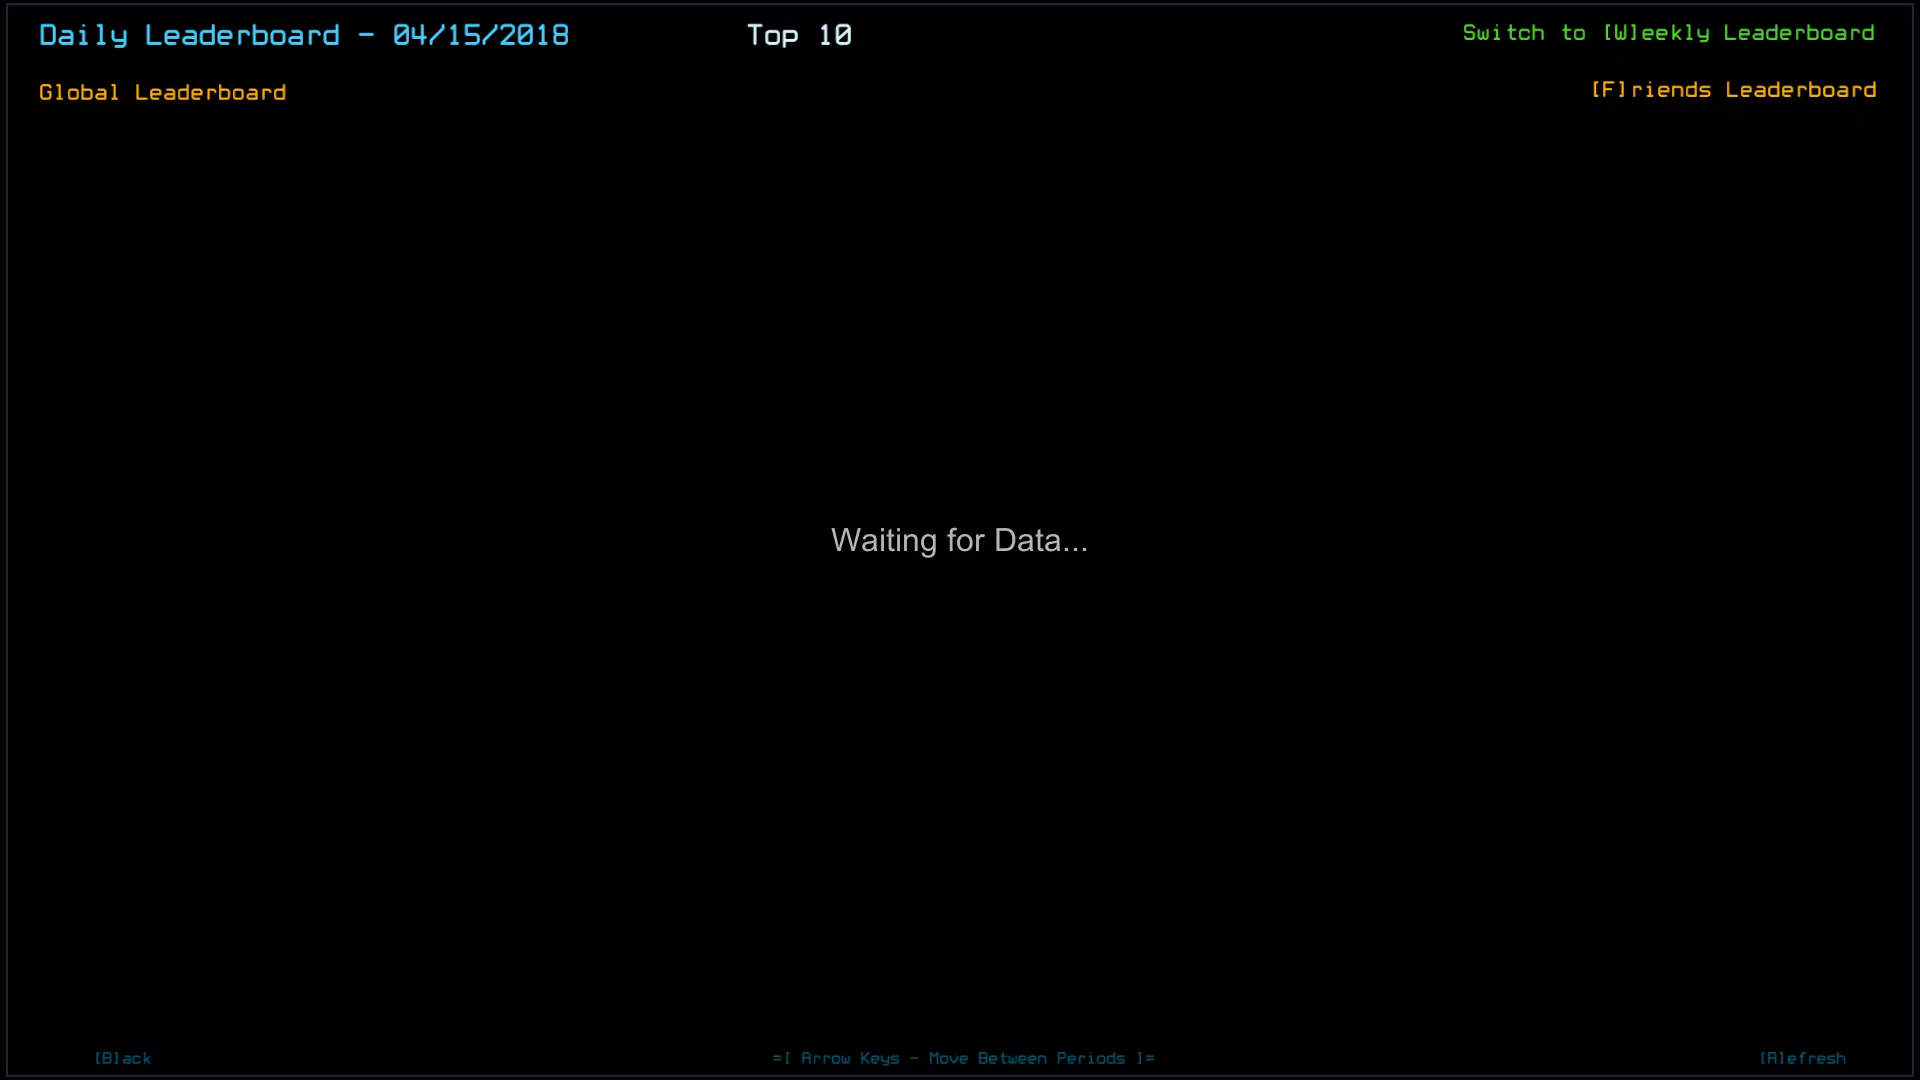 Daily Leaderboard - 04/15/2018
Top 10
Switch to [W]eekly Leaderboard
Global Leaderboard
[F]riends Leaderboard
Waiting for Data...
[B]ack
=[ Arrow Keys - Move Between Periods ]=
[R]efresh